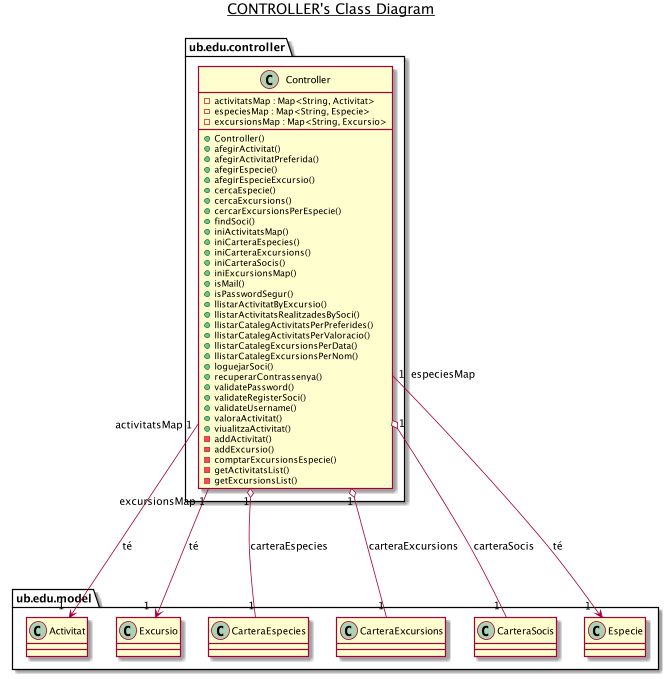 CONTROLLER's Class Diagram
ub.edu.controller
C Controller
activitatsMap : Map<String, Activitat>
especiesMap : Map<String, Especie>
excursionsMap : Map<String, Excursio>
Controller()
afegirActivitat()
afegirActivitatPreferida()
afegirEspecie()
afegirEspecieExcursio()
cercaEspecie()
cercaExcursions()
cercarExcursionsPerEspecie()
findSoci()
iniActivitatsMap()
iniCarteraEspecies()
iniCarteraExcursions()
iniCarteraSocis()
iniExcursionsMap()
isMail()
isPasswordSegur()
llistarActivitatByExcursio()
llistarActivitatsRealitzadesBySoci()
llistarCatalegActivitatsPerPreferides()
llistarCatalegActivitatsPerValoracio()
llistarCatalegExcursionsPerData()
llistarCatalegExcursionsPerNom()
loguejarSoci()
recuperarContrassenya()
validatePassword()
validateRegisterSoci()
validateUsername()
valoraActivitat()
viualitzaActivitat()
addActivitat()
addExcursio()
comptarExcursionsEspecie()
getActivitatsList()
getExcursionsList()
1 especiesMap
activitatsMap 1
1
excursionsMap 1
1
1
té
té
carteraEspecies
carteraExcursions
carteraSocis
té
ub.edu.model
1
1
1
1
1
1
C Activitat
C Excursio
C CarteraEspecies
C CarteraExcursions
C CarteraSocis
C Especie